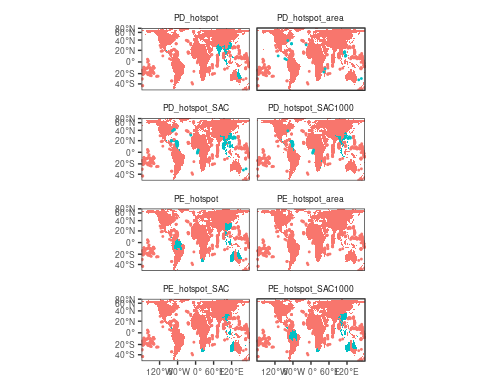 PD_hotspot PD_hotspot_area
80°N
60°N
40°N
20°N
0°
20°S
40°S
PD_hotspot_SAC PD_hotspot_SAC1000
80°N
60°N
40°N
20°N
0°
20°S
40°S
PE_hotspot PE_hotspot_area
80°N
60°N
40°N
20°N
0°
20°S
40°S
PE_hotspot_SAC PE_hotspot_SAC1000
80°N
60°N
40°N
20°N
0°
20°S
40°S
120°W 60°W 0° 60°E 120°E 120°W 60°W 0° 60°E 120°E